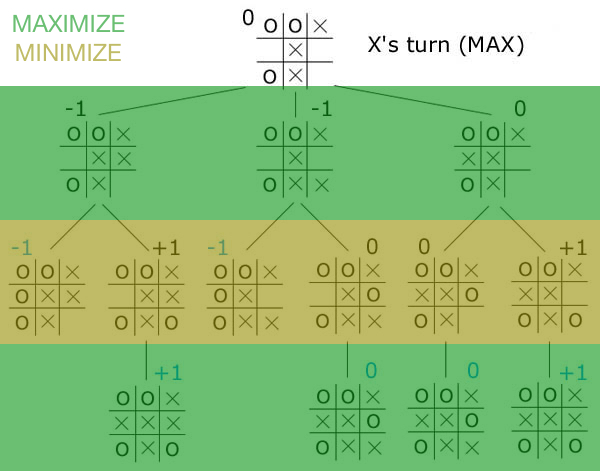 MAXIMIZE
MINIMIZE
0
O O X
X
O X
X's turn (MAX)
-1 -1 0
O O X O O X O O X
X X X X X
O X O X X O X
-1 +1 -1 0 0 +1
O O X O O X O O X O O X O O X O O X
O X X X X O X X O X X O X X
O X O X O O X X O X X O X O X O
+1 0 0 +1
O O X O O X O O X O O X
X X X X X O X X O X X X
O X O O X X O X X O X O